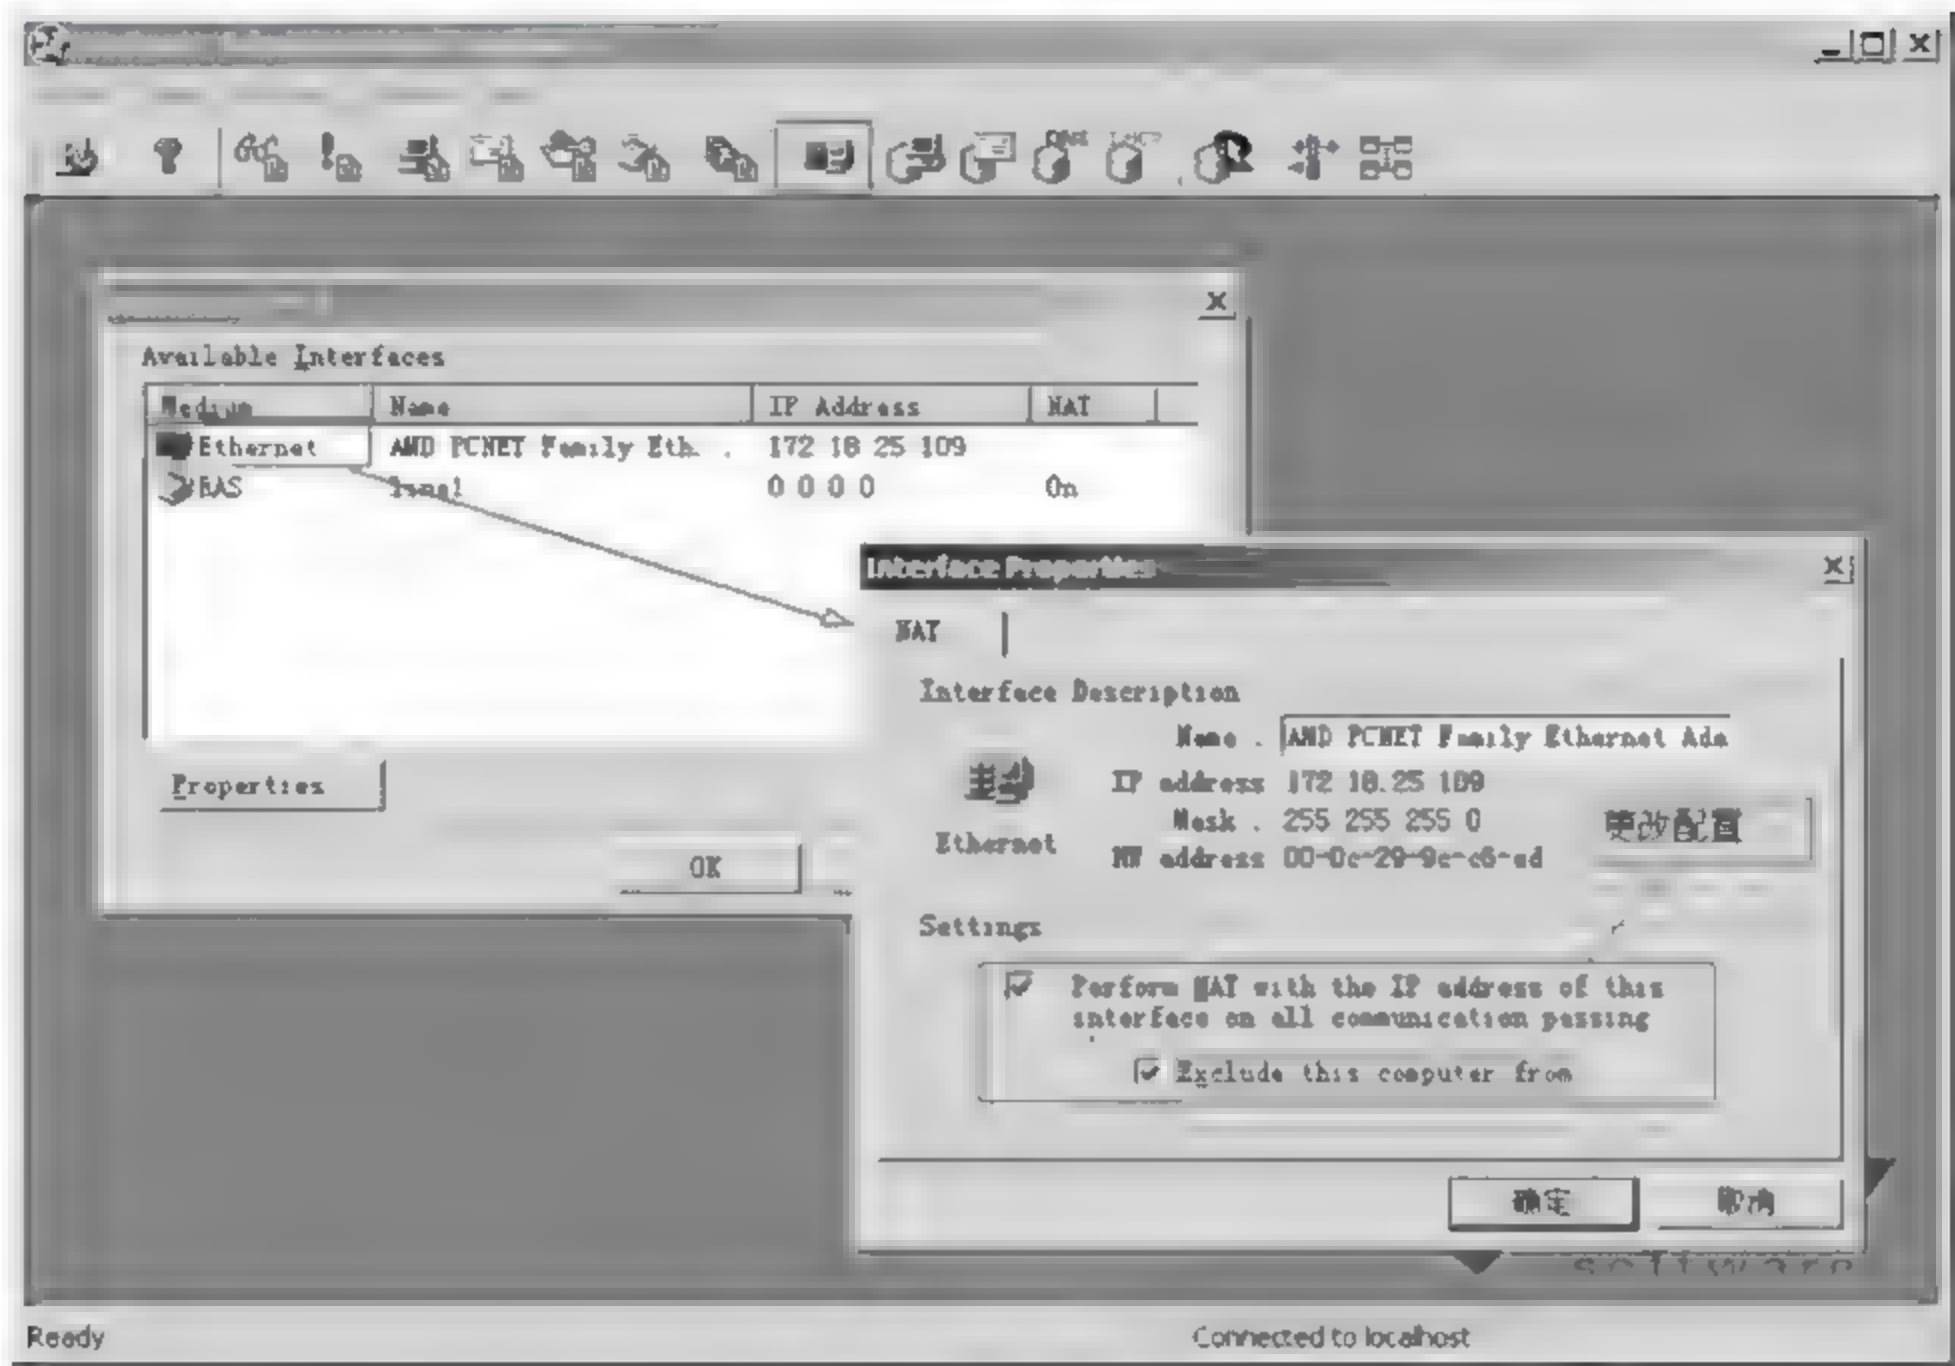 Available Interfaces
Medium Name IP Address NAT
Ethernet AMD PCNET Family Eth. . 172 18 25 109
RAS 0 0 0 0 On
Properties
OK
Interface Properties
NAT
Interface Description
Name . AMD PCNET Family Ethernet Ada
IP address 172 18.25 109
Mask . 255 255 255 0
Ethernet
HW address 00-0c-29-9c-c6-ad
更改配置
Settings
Perform NAT with the IP address of this
interface on all communication passing
Exclude this computer from
确定 取消
software
Ready Connected to localhost